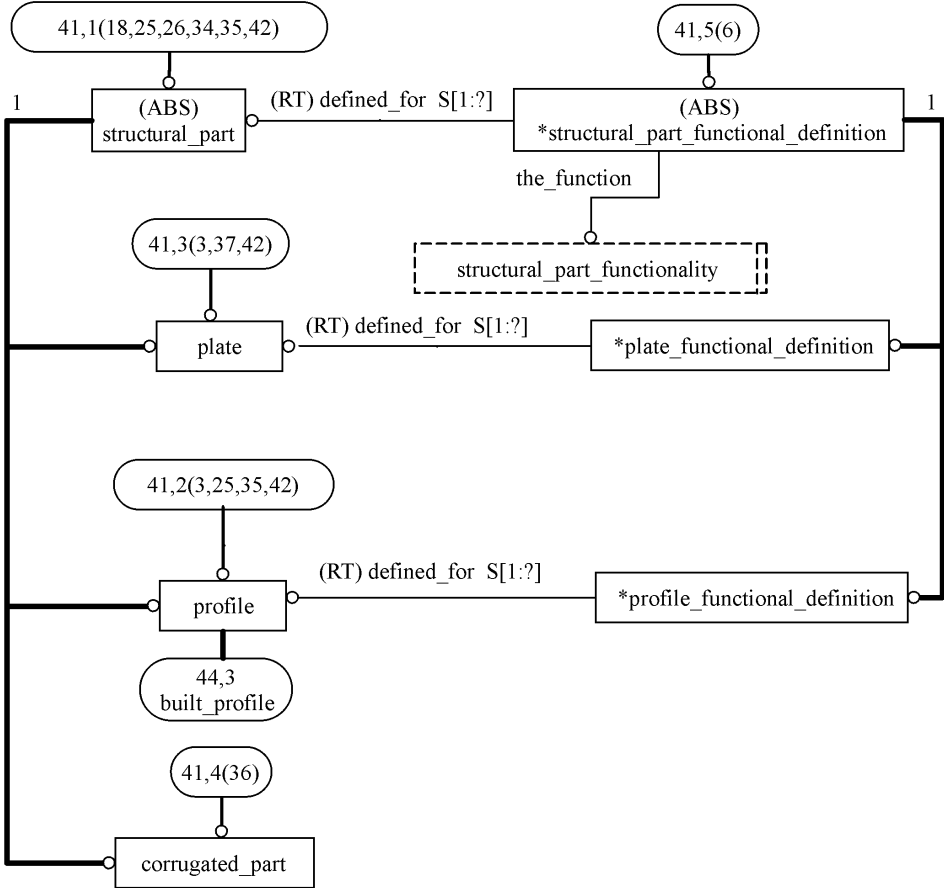 41,1(18,25,26,34,35,42)
41,5(6)
1
(ABS)
structural_part
(RT) defined_for S[1:?]
(ABS)
*structural_part_functional_definition
1
the_function
structural_part_functionality
41,3(3,37,42)
plate
(RT) defined_for S[1:?]
*plate_functional_definition
41,2(3,25,35,42)
profile
(RT) defined_for S[1:?]
*profile_functional_definition
44,3
built_profile
41,4(36)
corrugated_part